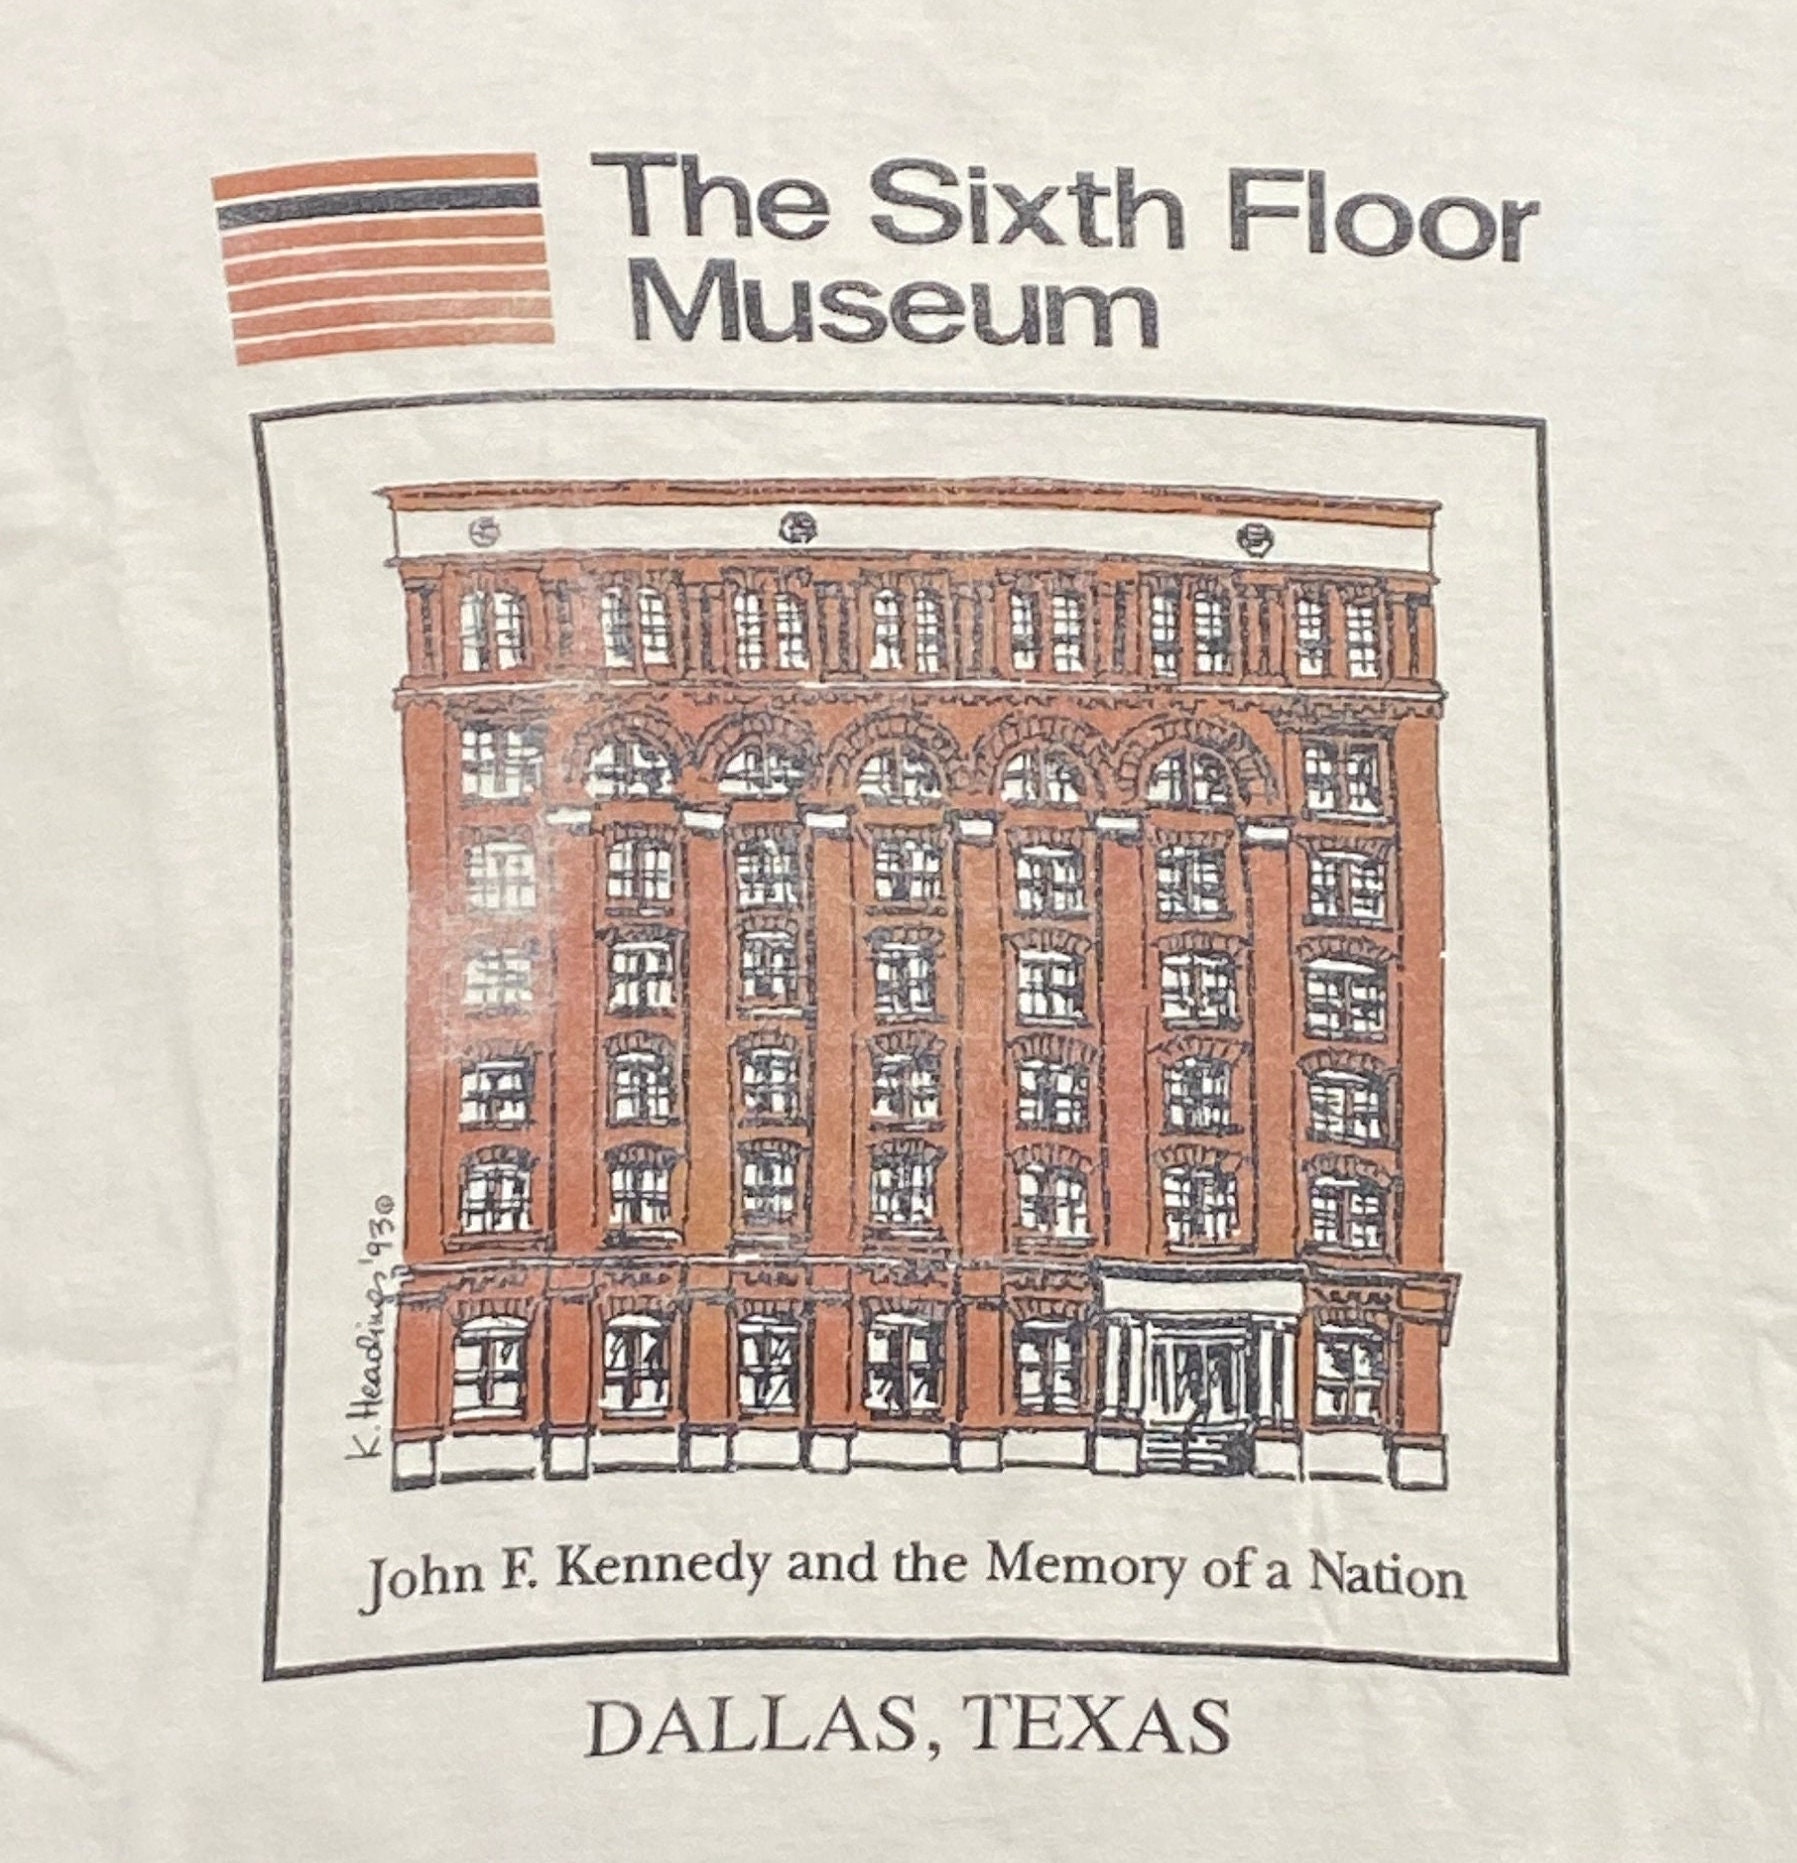 The Sixth Floor
Museum
K. Headings '93 ©
John F. Kennedy and the Memory of a Nation
DALLAS, TEXAS